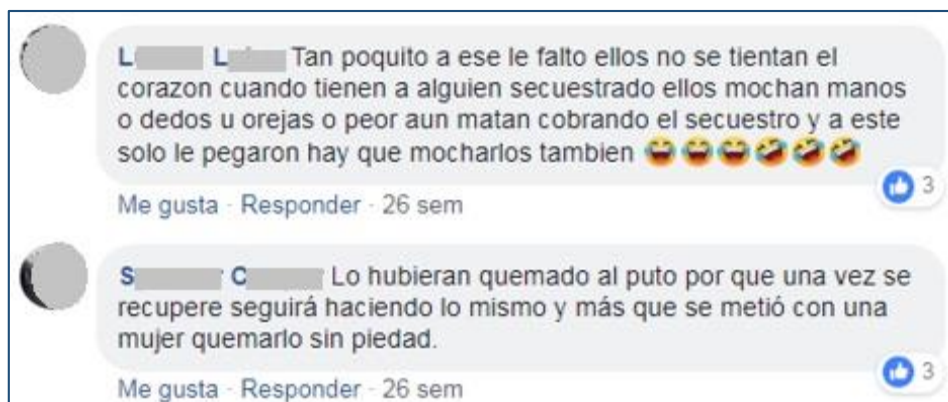 L L Tan poquito a ese le falto ellos no se tientan el
corazon cuando tienen a alguien secuestrado ellos mochan manos
o dedos u orejas o peor aun matan cobrando el secuestro y a este
solo le pegaron hay que mocharlos tambien 😂😂😂🤣🤣🤣
3
Me gusta · Responder · 26 sem
S C Lo hubieran quemado al puto por que una vez se
recupere seguirá haciendo lo mismo y más que se metió con una
mujer quemarlo sin piedad.
3
Me gusta · Responder · 26 sem